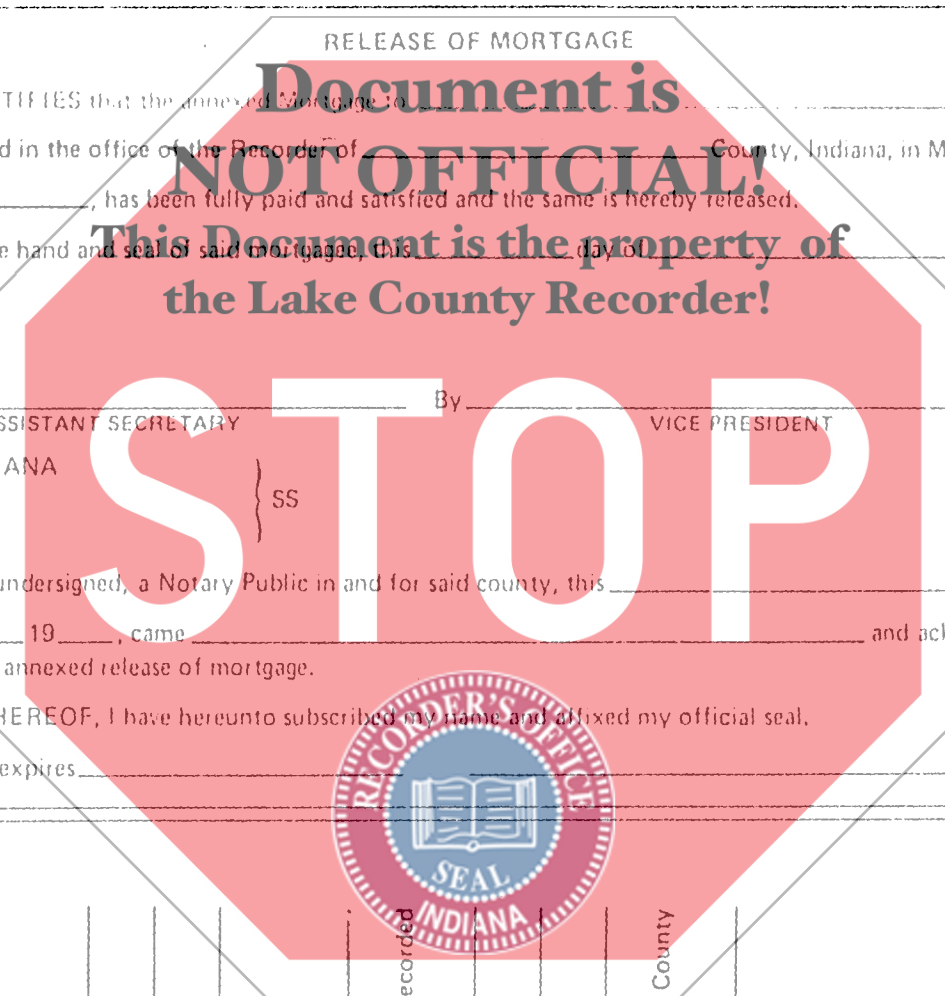 RELEASE OF MORTGAGE
Document is
TIFIES that the annexed Mortgage to
NOT OFFICIAL!
d in the office of the Recorder of County, Indiana, in M
, has been fully paid and satisfied and the same is hereby released.
This Document is the property of
e hand and seal of said mortgagee, this day of
the Lake County Recorder!
STOP
By
SSISTANT SECRETARY VICE PRESIDENT
ANA
SS
undersigned, a Notary Public in and for said county, this
19 , came and ack
annexed release of mortgage.
HEREOF, I have hereunto subscribed my name and affixed my official seal.
expires
RECORDER'S OFFICE
SEAL
INDIANA
ecorded
County